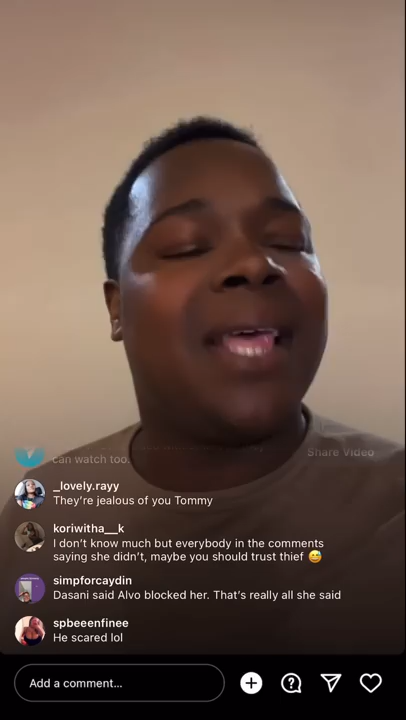 can watch too.
Share Video
_lovely.rayy
They're jealous of you Tommy
koriwitha__k
I don't know much but everybody in the comments
saying she didn't, maybe you should trust thief 😅
simpforcaydin
Dasani said Alvo blocked her. That's really all she said
spbeeenfinee
He scared lol
Add a comment...